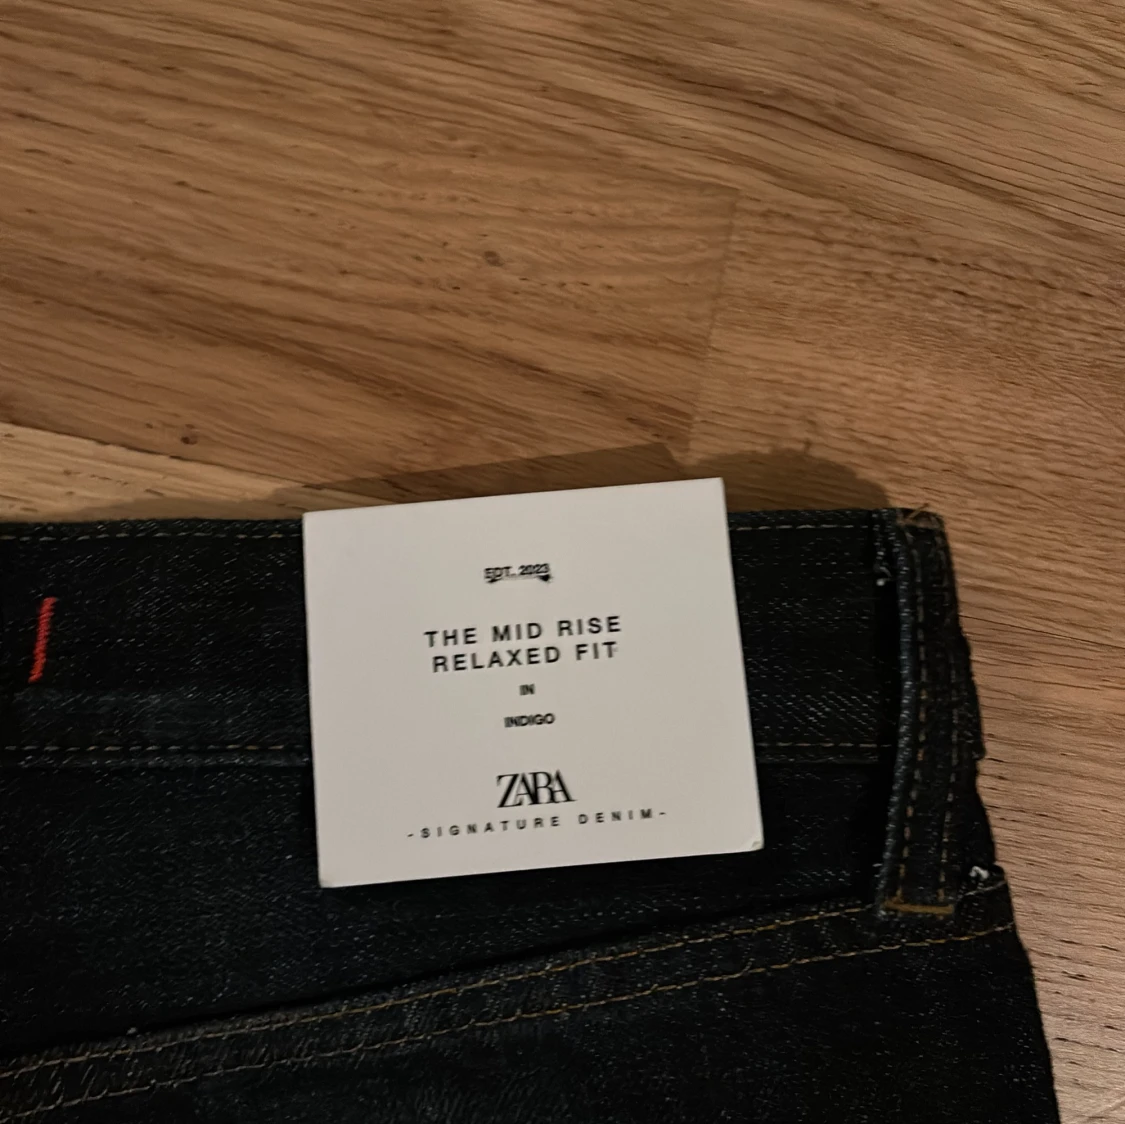 EDT. 2023
THE MID RISE
RELAXED FIT
IN
INDIGO
ZARA
-SIGNATURE DENIM-